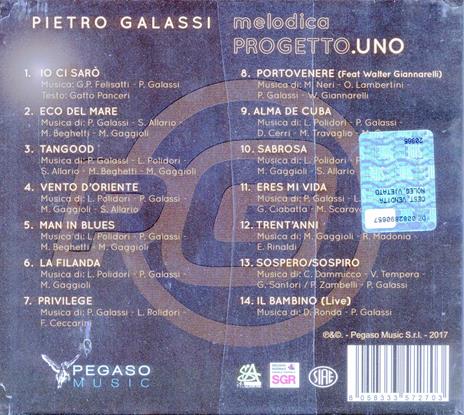 PIETRO GALASSI
melodica
PROGETTO.UNO
1. IO CI SARÒ
Musica: G.P. Felisatti - P. Galassi
Testo: Gatto Panceri
2. ECO DEL MARE
Musica di: P. Galassi - S. Allario -
M. Beghetti - M. Gaggioli
3. TANGOOD
Musica di: P. Galassi - L. Polidori
S. Allario - M. Beghetti - M. Gaggioli
4. VENTO D'ORIENTE
Musica di: L. Polidori - P. Galassi
M. Gaggioli - S. Allario
5. MAN IN BLUES
Musica di: L. Polidori - P. Galassi -
M. Beghetti - M. Gaggioli
6. LA FILANDA
Musica di: L. Polidori - P. Galassi -
M. Gaggioli
7. PRIVILEGE
Musica di: P. Galassi - L. Polidori -
F. Ceccarini
8. PORTOVENERE (Feat Walter Giannarelli)
Musica di: M. Neri - O. Lambertini -
P. Galassi - W. Giannarelli
9. ALMA DE CUBA
Musica di: L. Polidori - P. Galassi
D. Cerri - M. Travaglio -
10. SABROSA
Musica di: L. Polidori - P.
M. Gaggioli - M.
11. ERES MI VIDA
Musica di: P. Galassi -
G. Ciabatta - M. Scarav
12. TRENT'ANNI
Musica di: M. Gaggioli - R. Madonia -
E. Rinaldi
13. SOSPERO/SOSPIRO
Musica di: C. Dammicco - V. Tempera -
G. Santori / P. Zambelli - P. Galassi
14. IL BAMBINO (Live)
Musica di: D. Ronda - P. Galassi
PEGASO
MUSIC
SGR
SIAE
℗&©. - Pegaso Music S.r.l. - 2017
8 058333 572703